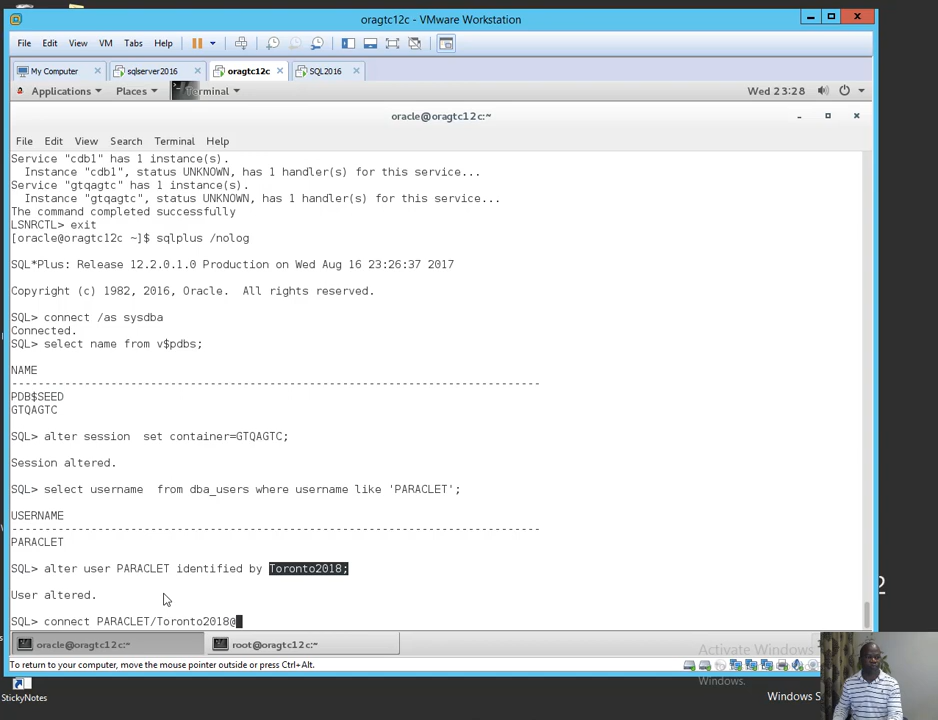 oragtc12c - VMware Workstation
File Edit View VM Tabs Help
My Computer sqlserver2016 oragtc12c SQL2016
Applications Places Terminal Wed 23:28
oracle@oragtc12c:~
File Edit View Search Terminal Help
Service "cdb1" has 1 instance(s).
Instance "cdb1", status UNKNOWN, has 1 handler(s) for this service...
Service "gtqagtc" has 1 instance(s).
Instance "gtqagtc", status UNKNOWN, has 1 handler(s) for this service...
The command completed successfully
LSNRCTL> exit
[oracle@oragtc12c ~]$ sqlplus /nolog
SQL*Plus: Release 12.2.0.1.0 Production on Wed Aug 16 23:26:37 2017
Copyright (c) 1982, 2016, Oracle.  All rights reserved.
SQL> connect /as sysdba
Connected.
SQL> select name from v$pdbs;
NAME
--------------------------------------------------------------------------------
PDB$SEED
GTQAGTC
SQL> alter session  set container=GTQAGTC;
Session altered.
SQL> select username  from dba_users where username like 'PARACLET';
USERNAME
--------------------------------------------------------------------------------
PARACLET
SQL> alter user PARACLET identified by Toronto2018;
User altered.
SQL> connect PARACLET/Toronto2018@
oracle@oragtc12c:~ root@oragtc12c:~
To return to your computer, move the mouse pointer outside or press Ctrl+Alt.
Activate Windows
Windows.
StickyNotes
Windows S